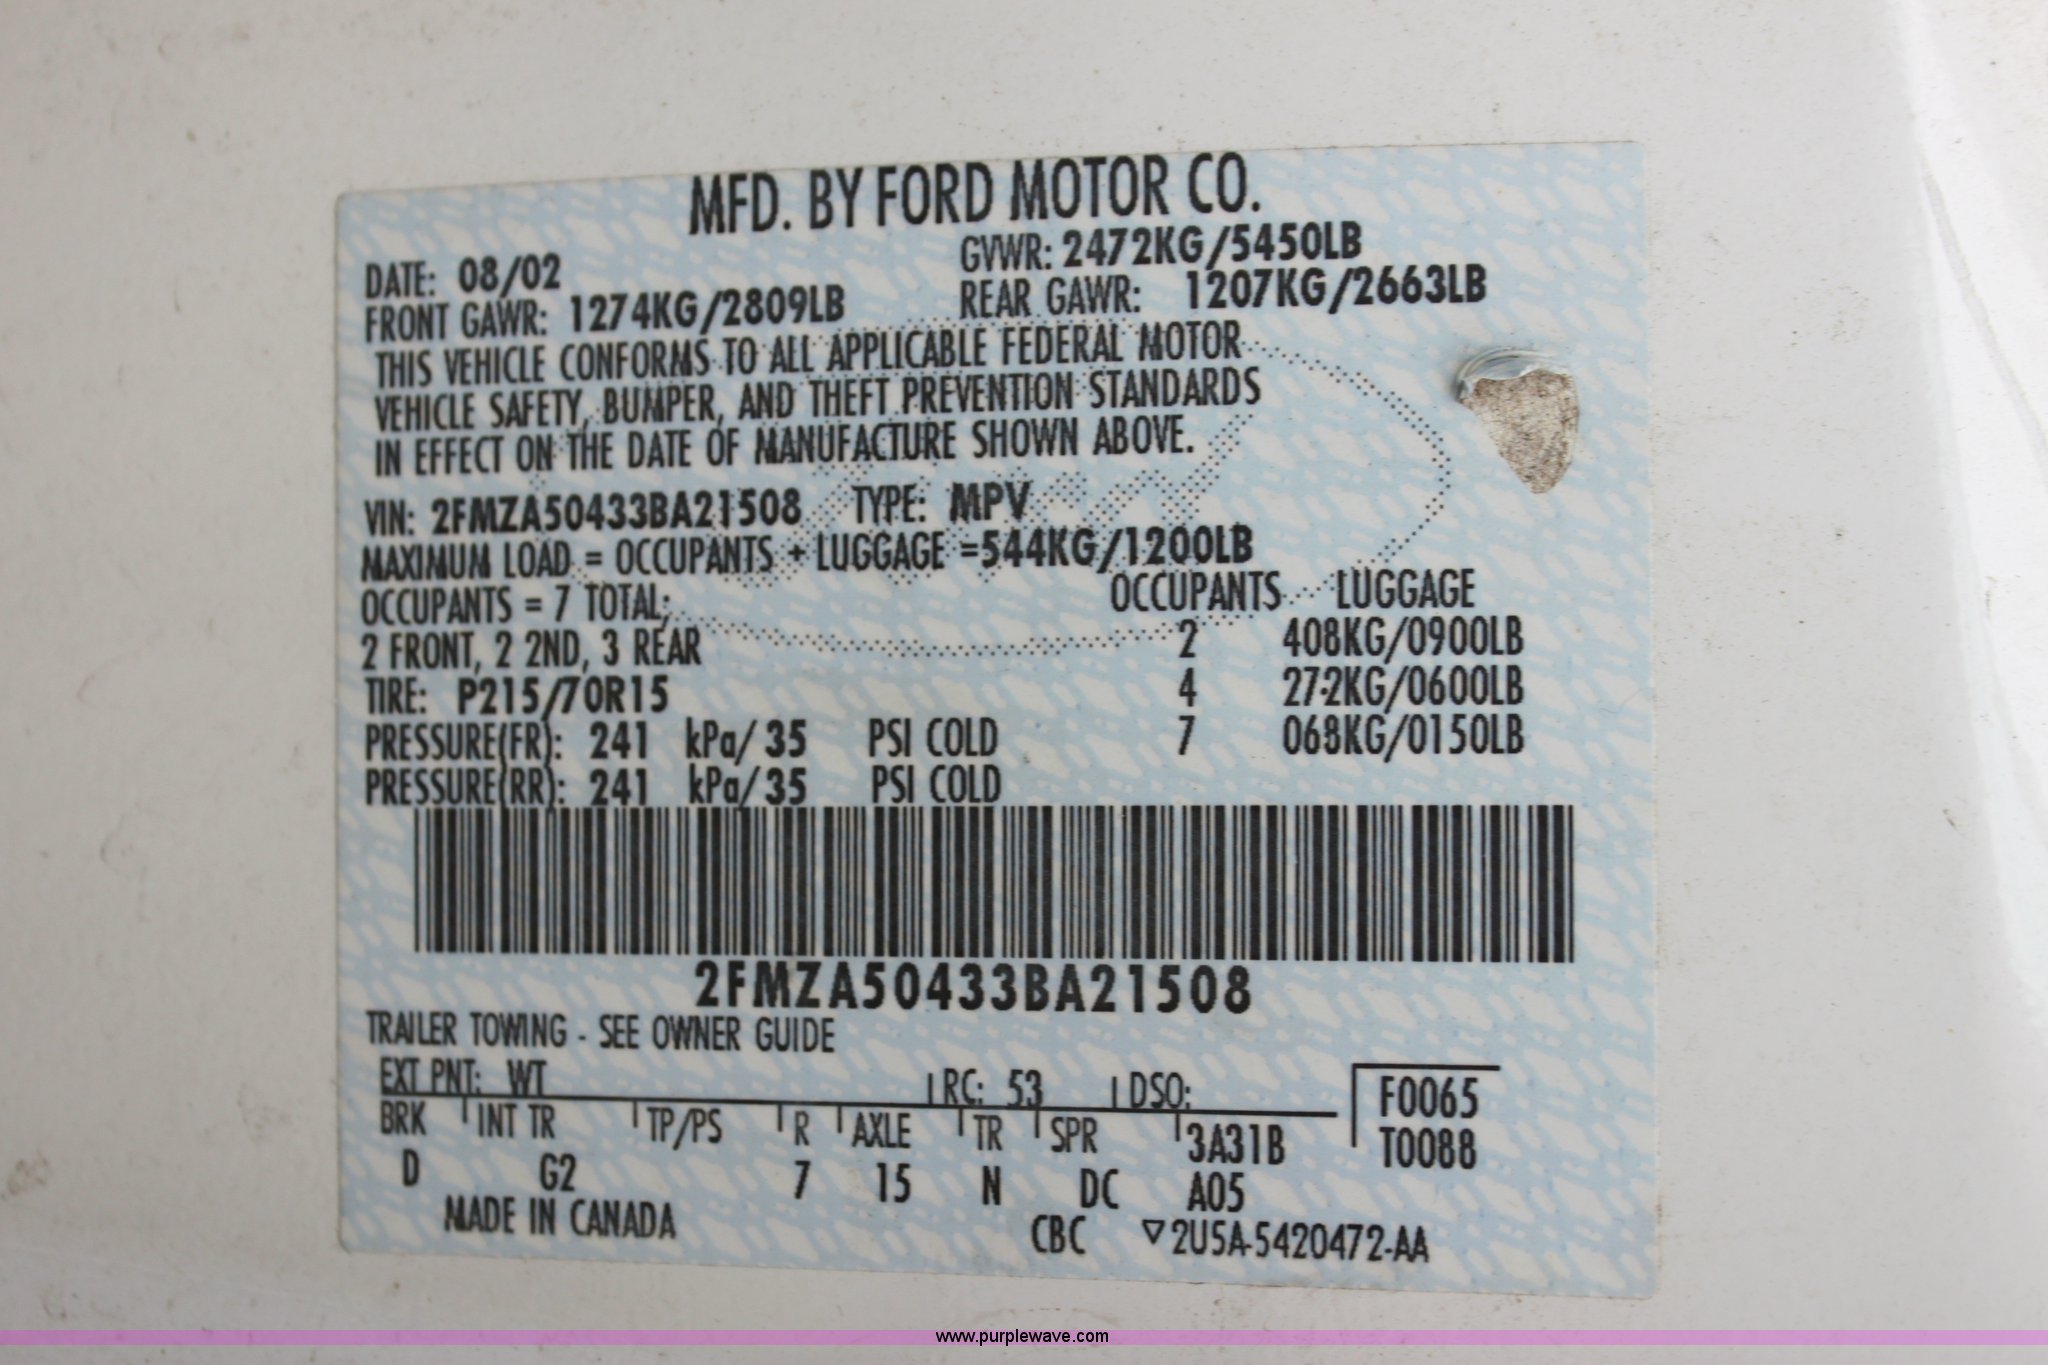 MFD. BY FORD MOTOR CO.
DATE: 08/02 GVWR: 2472KG/5450LB
FRONT GAWR: 1274KG/2809LB REAR GAWR: 1207KG/2663LB
THIS VEHICLE CONFORMS TO ALL APPLICABLE FEDERAL MOTOR
VEHICLE SAFETY, BUMPER, AND THEFT PREVENTION STANDARDS
IN EFFECT ON THE DATE OF MANUFACTURE SHOWN ABOVE.
VIN: 2FMZA50433BA21508 TYPE: MPV
MAXIMUM LOAD = OCCUPANTS + LUGGAGE =544KG/1200LB
OCCUPANTS = 7 TOTAL; OCCUPANTS LUGGAGE
2 FRONT, 2 2ND, 3 REAR 2 408KG/0900LB
TIRE: P215/70R15 4 272KG/0600LB
PRESSURE(FR): 241 kPa/35 PSI COLD 7 068KG/0150LB
PRESSURE(RR): 241 kPa/35 PSI COLD
2FMZA50433BA21508
TRAILER TOWING - SEE OWNER GUIDE
EXT PNT: WT RC: 53 DSO: F0065
BRK INT TR TP/PS R AXLE TR SPR 3A31B T0088
D G2 7 15 N DC A05
MADE IN CANADA CBC ▽2U5A-5420472-AA
www.purplewave.com